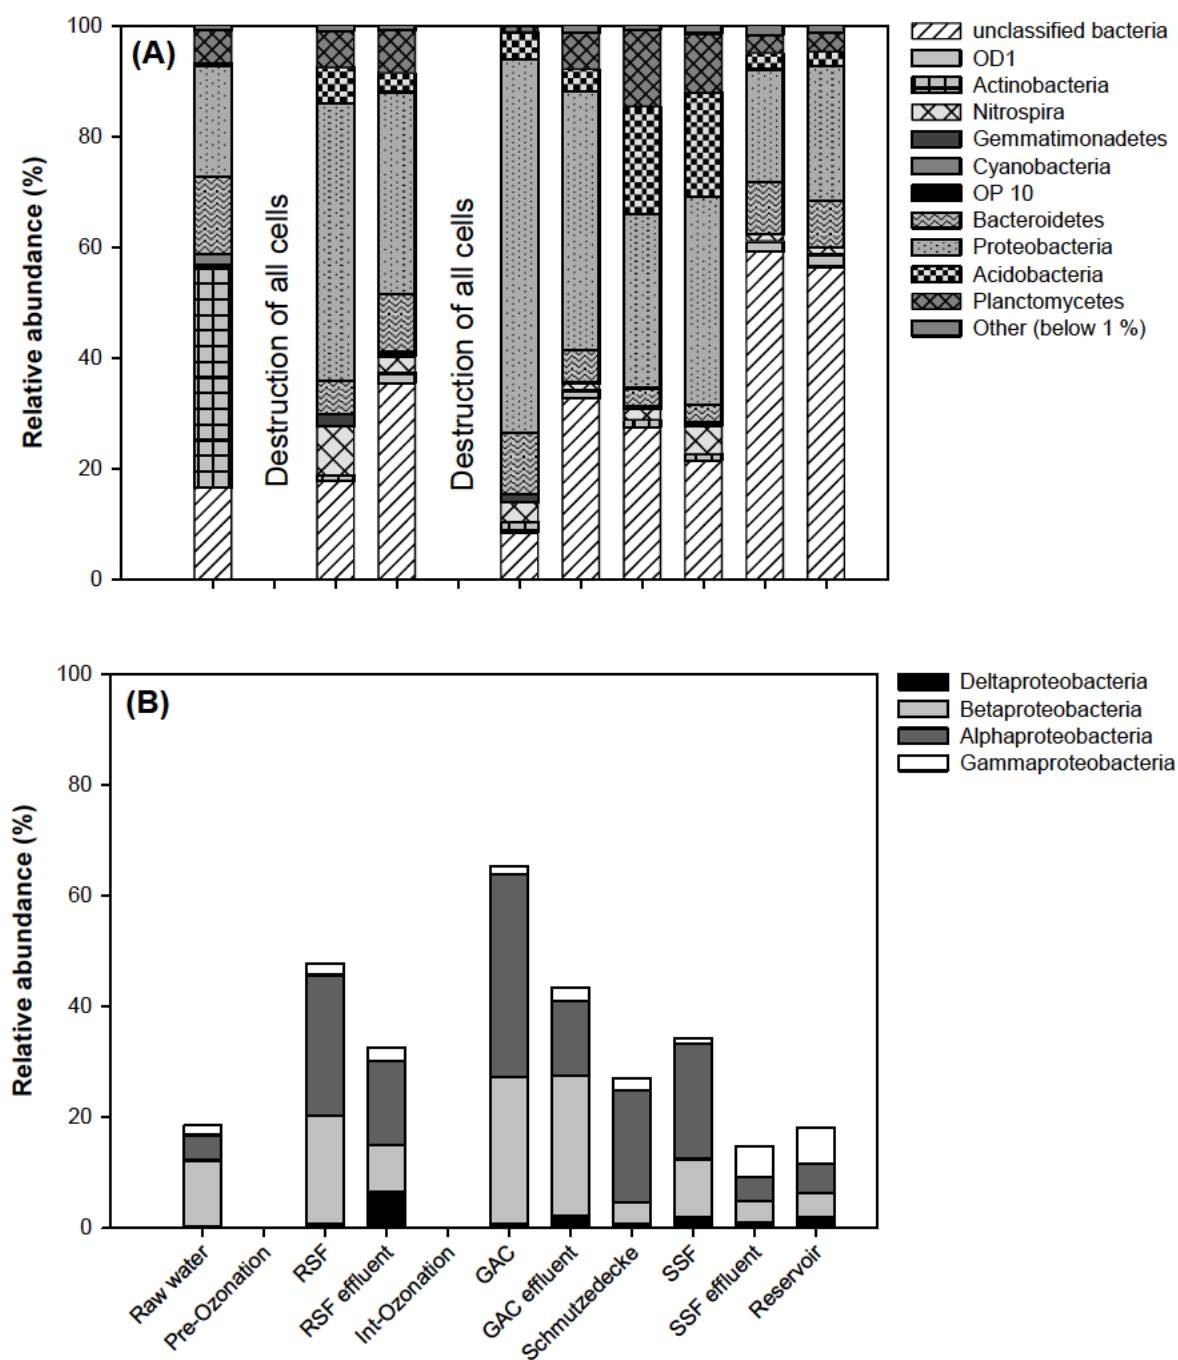 (A)
Relative abundance (%)
100
80
60
40
20
0
Destruction of all cells
Destruction of all cells
unclassified bacteria
OD1
Actinobacteria
Nitrospira
Gemmatimonadetes
Cyanobacteria
OP 10
Bacteroidetes
Proteobacteria
Acidobacteria
Planctomycetes
Other (below 1 %)
(B)
Relative abundance (%)
100
80
60
40
20
0
Deltaproteobacteria
Betaproteobacteria
Alphaproteobacteria
Gammaproteobacteria
Raw water
Pre-Ozonation
RSF
RSF effluent
Int-Ozonation
GAC
GAC effluent
Schmutzedecke
SSF
SSF effluent
Reservoir